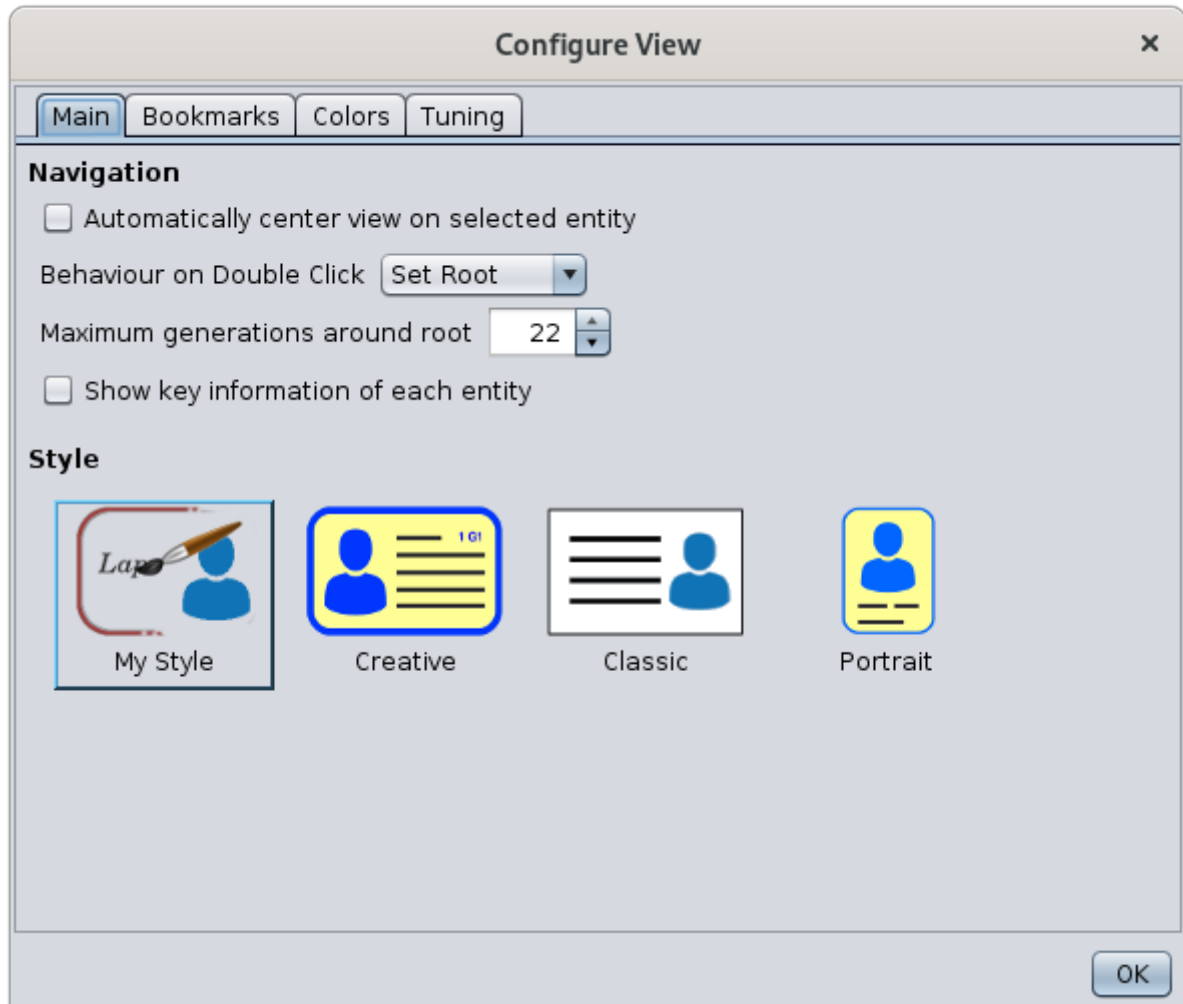 Configure View
Main Bookmarks Colors Tuning
Navigation
Automatically center view on selected entity
Behaviour on Double Click Set Root
Maximum generations around root 22
Show key information of each entity
Style
Lap 1 G1
My Style Creative Classic Portrait
OK